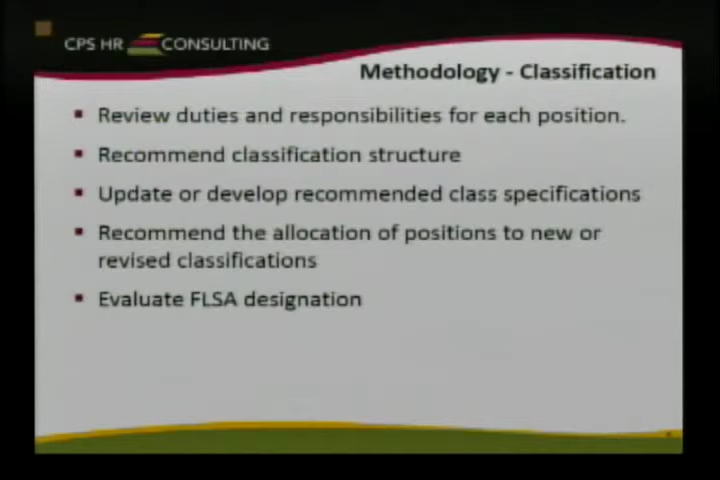 CPS HR CONSULTING
Methodology - Classification
Review duties and responsibilities for each position.
Recommend classification structure
Update or develop recommended class specifications
Recommend the allocation of positions to new or
revised classifications
Evaluate FLSA designation